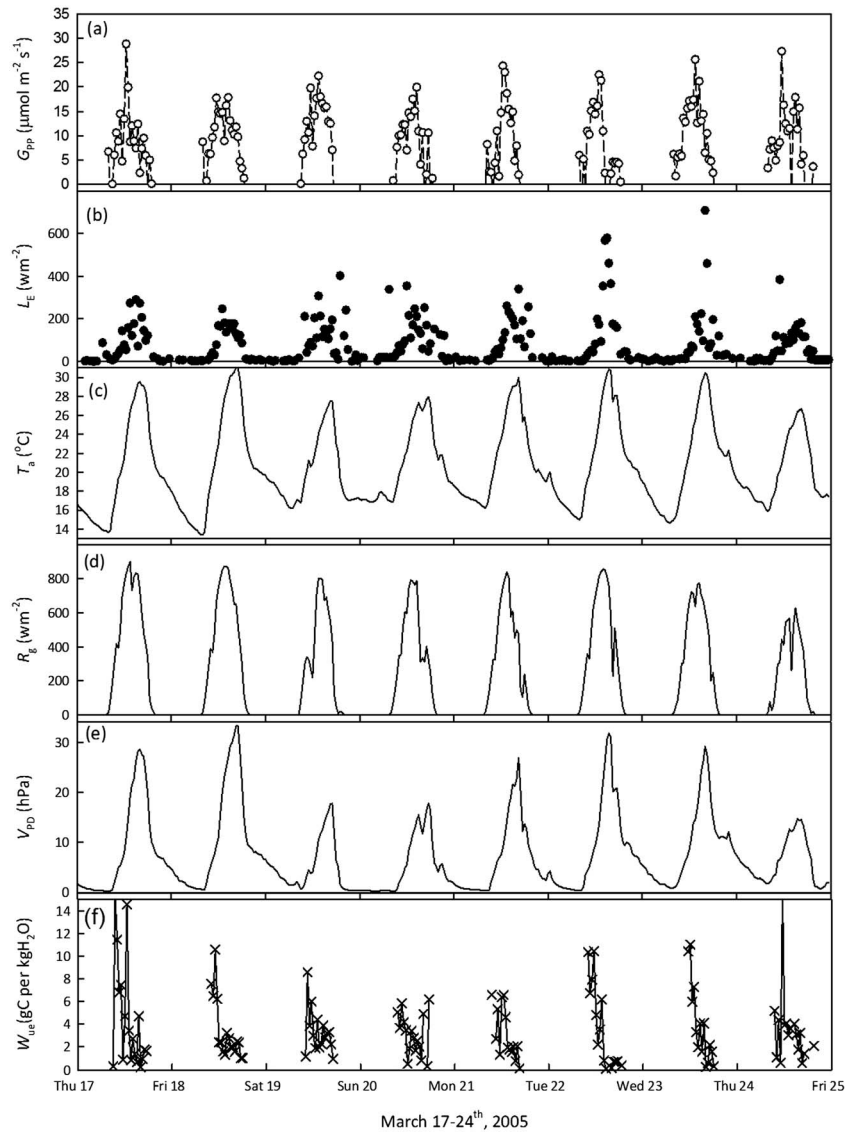 (a)
35
30
25
20
15
10
5
0
G_PP (μmol m⁻² s⁻¹)
(b)
600
400
200
0
L_E (wm⁻²)
(c)
30
28
26
24
22
20
18
16
14
T_a (°C)
(d)
800
600
400
200
0
R_g (wm⁻²)
(e)
30
20
10
0
V_PD (hPa)
(f)
14
12
10
8
6
4
2
0
W_ue(gC per kgH₂O)
Thu 17 Fri 18 Sat 19 Sun 20 Mon 21 Tue 22 Wed 23 Thu 24 Fri 25
March 17-24th, 2005